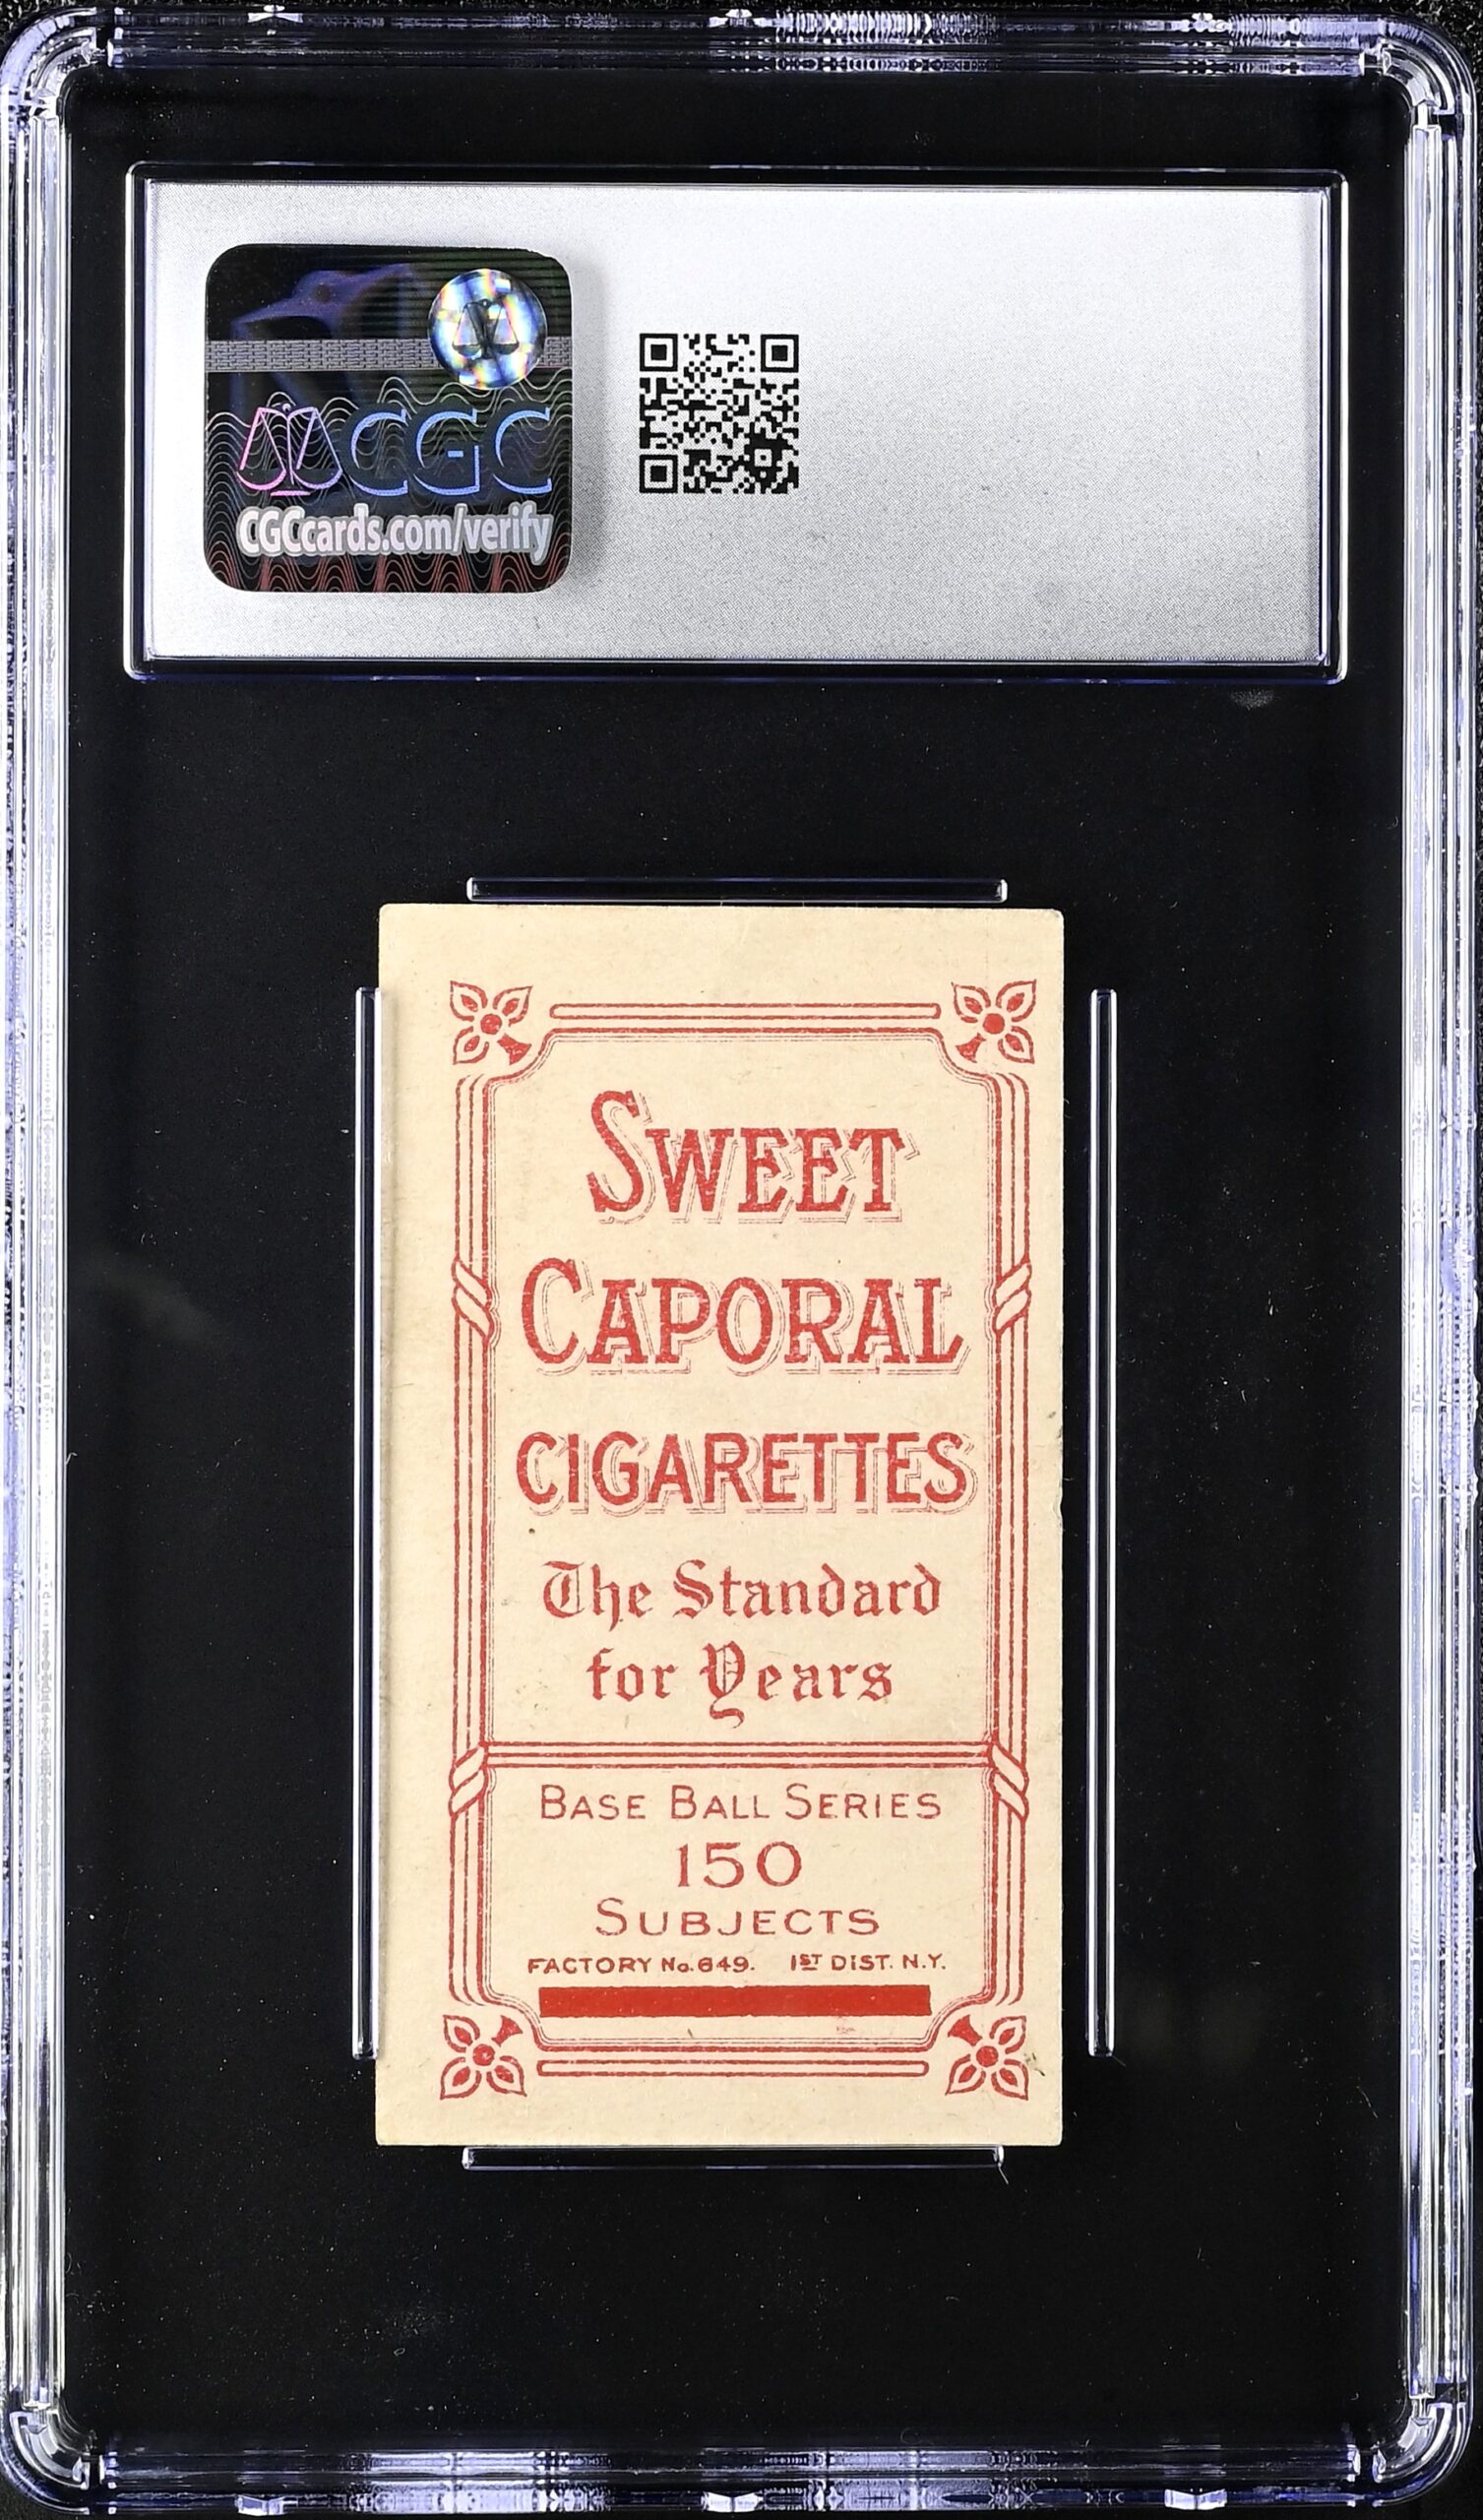 CGC
CGCcards.com/verify
SWEET
CAPORAL
CIGARETTES
The Standard
for Years
BASE BALL SERIES
150
SUBJECTS
FACTORY No. 649. 1ST DIST. N.Y.